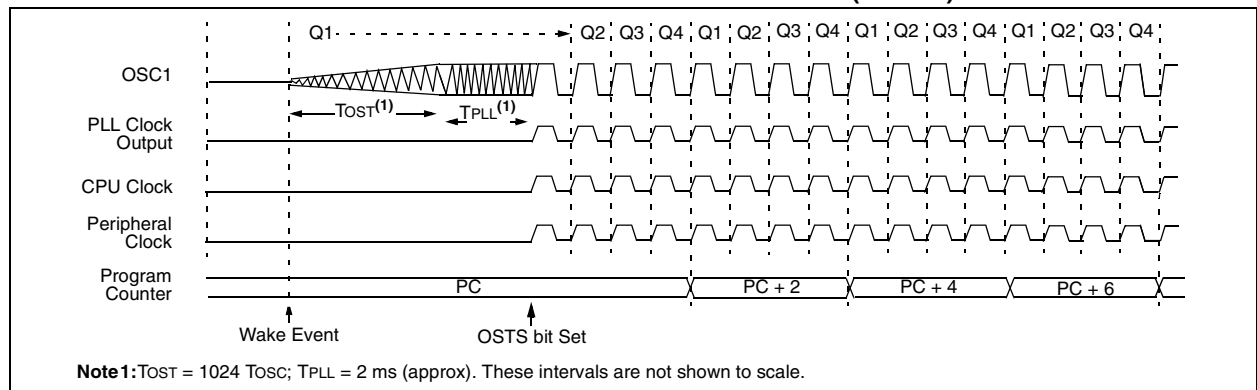 Q1 Q2 Q3 Q4 Q1 Q2 Q3 Q4 Q1 Q2 Q3 Q4 Q1 Q2 Q3 Q4
OSC1
TOST(1) TPLL(1)
PLL Clock
Output
CPU Clock
Peripheral
Clock
Program
Counter
PC PC + 2 PC + 4 PC + 6
Wake Event OSTS bit Set
Note1:TOST = 1024 TOSC; TPLL = 2 ms (approx). These intervals are not shown to scale.